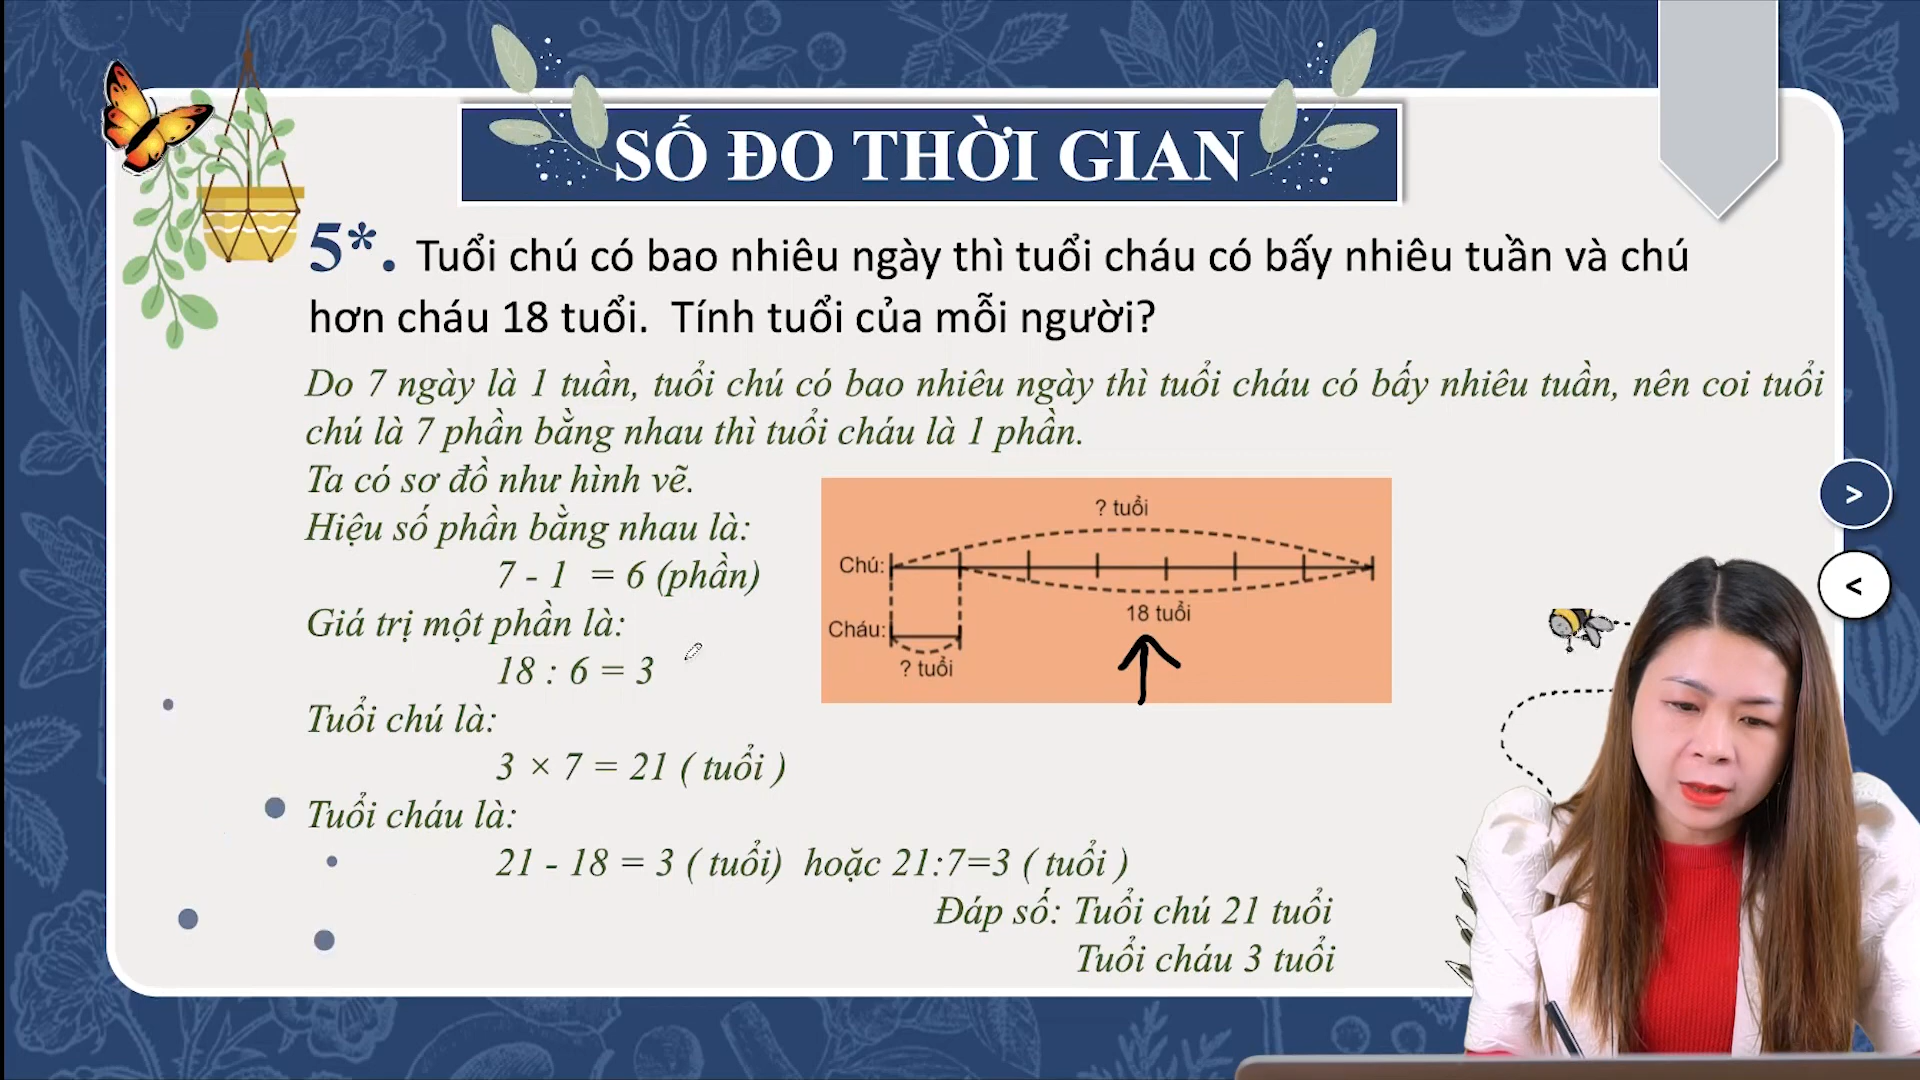 SỐ ĐO THỜI GIAN
5*. Tuổi chú có bao nhiêu ngày thì tuổi cháu có bấy nhiêu tuần và chú
hơn cháu 18 tuổi. Tính tuổi của mỗi người?
Do 7 ngày là 1 tuần, tuổi chú có bao nhiêu ngày thì tuổi cháu có bấy nhiêu tuần, nên coi tuổi
chú là 7 phần bằng nhau thì tuổi cháu là 1 phần.
Ta có sơ đồ như hình vẽ.
Hiệu số phần bằng nhau là:
7 - 1 = 6 (phần)
Giá trị một phần là:
18 : 6 = 3
Tuổi chú là:
3 × 7 = 21 ( tuổi )
Tuổi cháu là:
21 - 18 = 3 ( tuổi) hoặc 21:7=3 ( tuổi )
Đáp số: Tuổi chú 21 tuổi
Tuổi cháu 3 tuổi
? tuổi
Chú:
18 tuổi
Cháu:
? tuổi
>
<